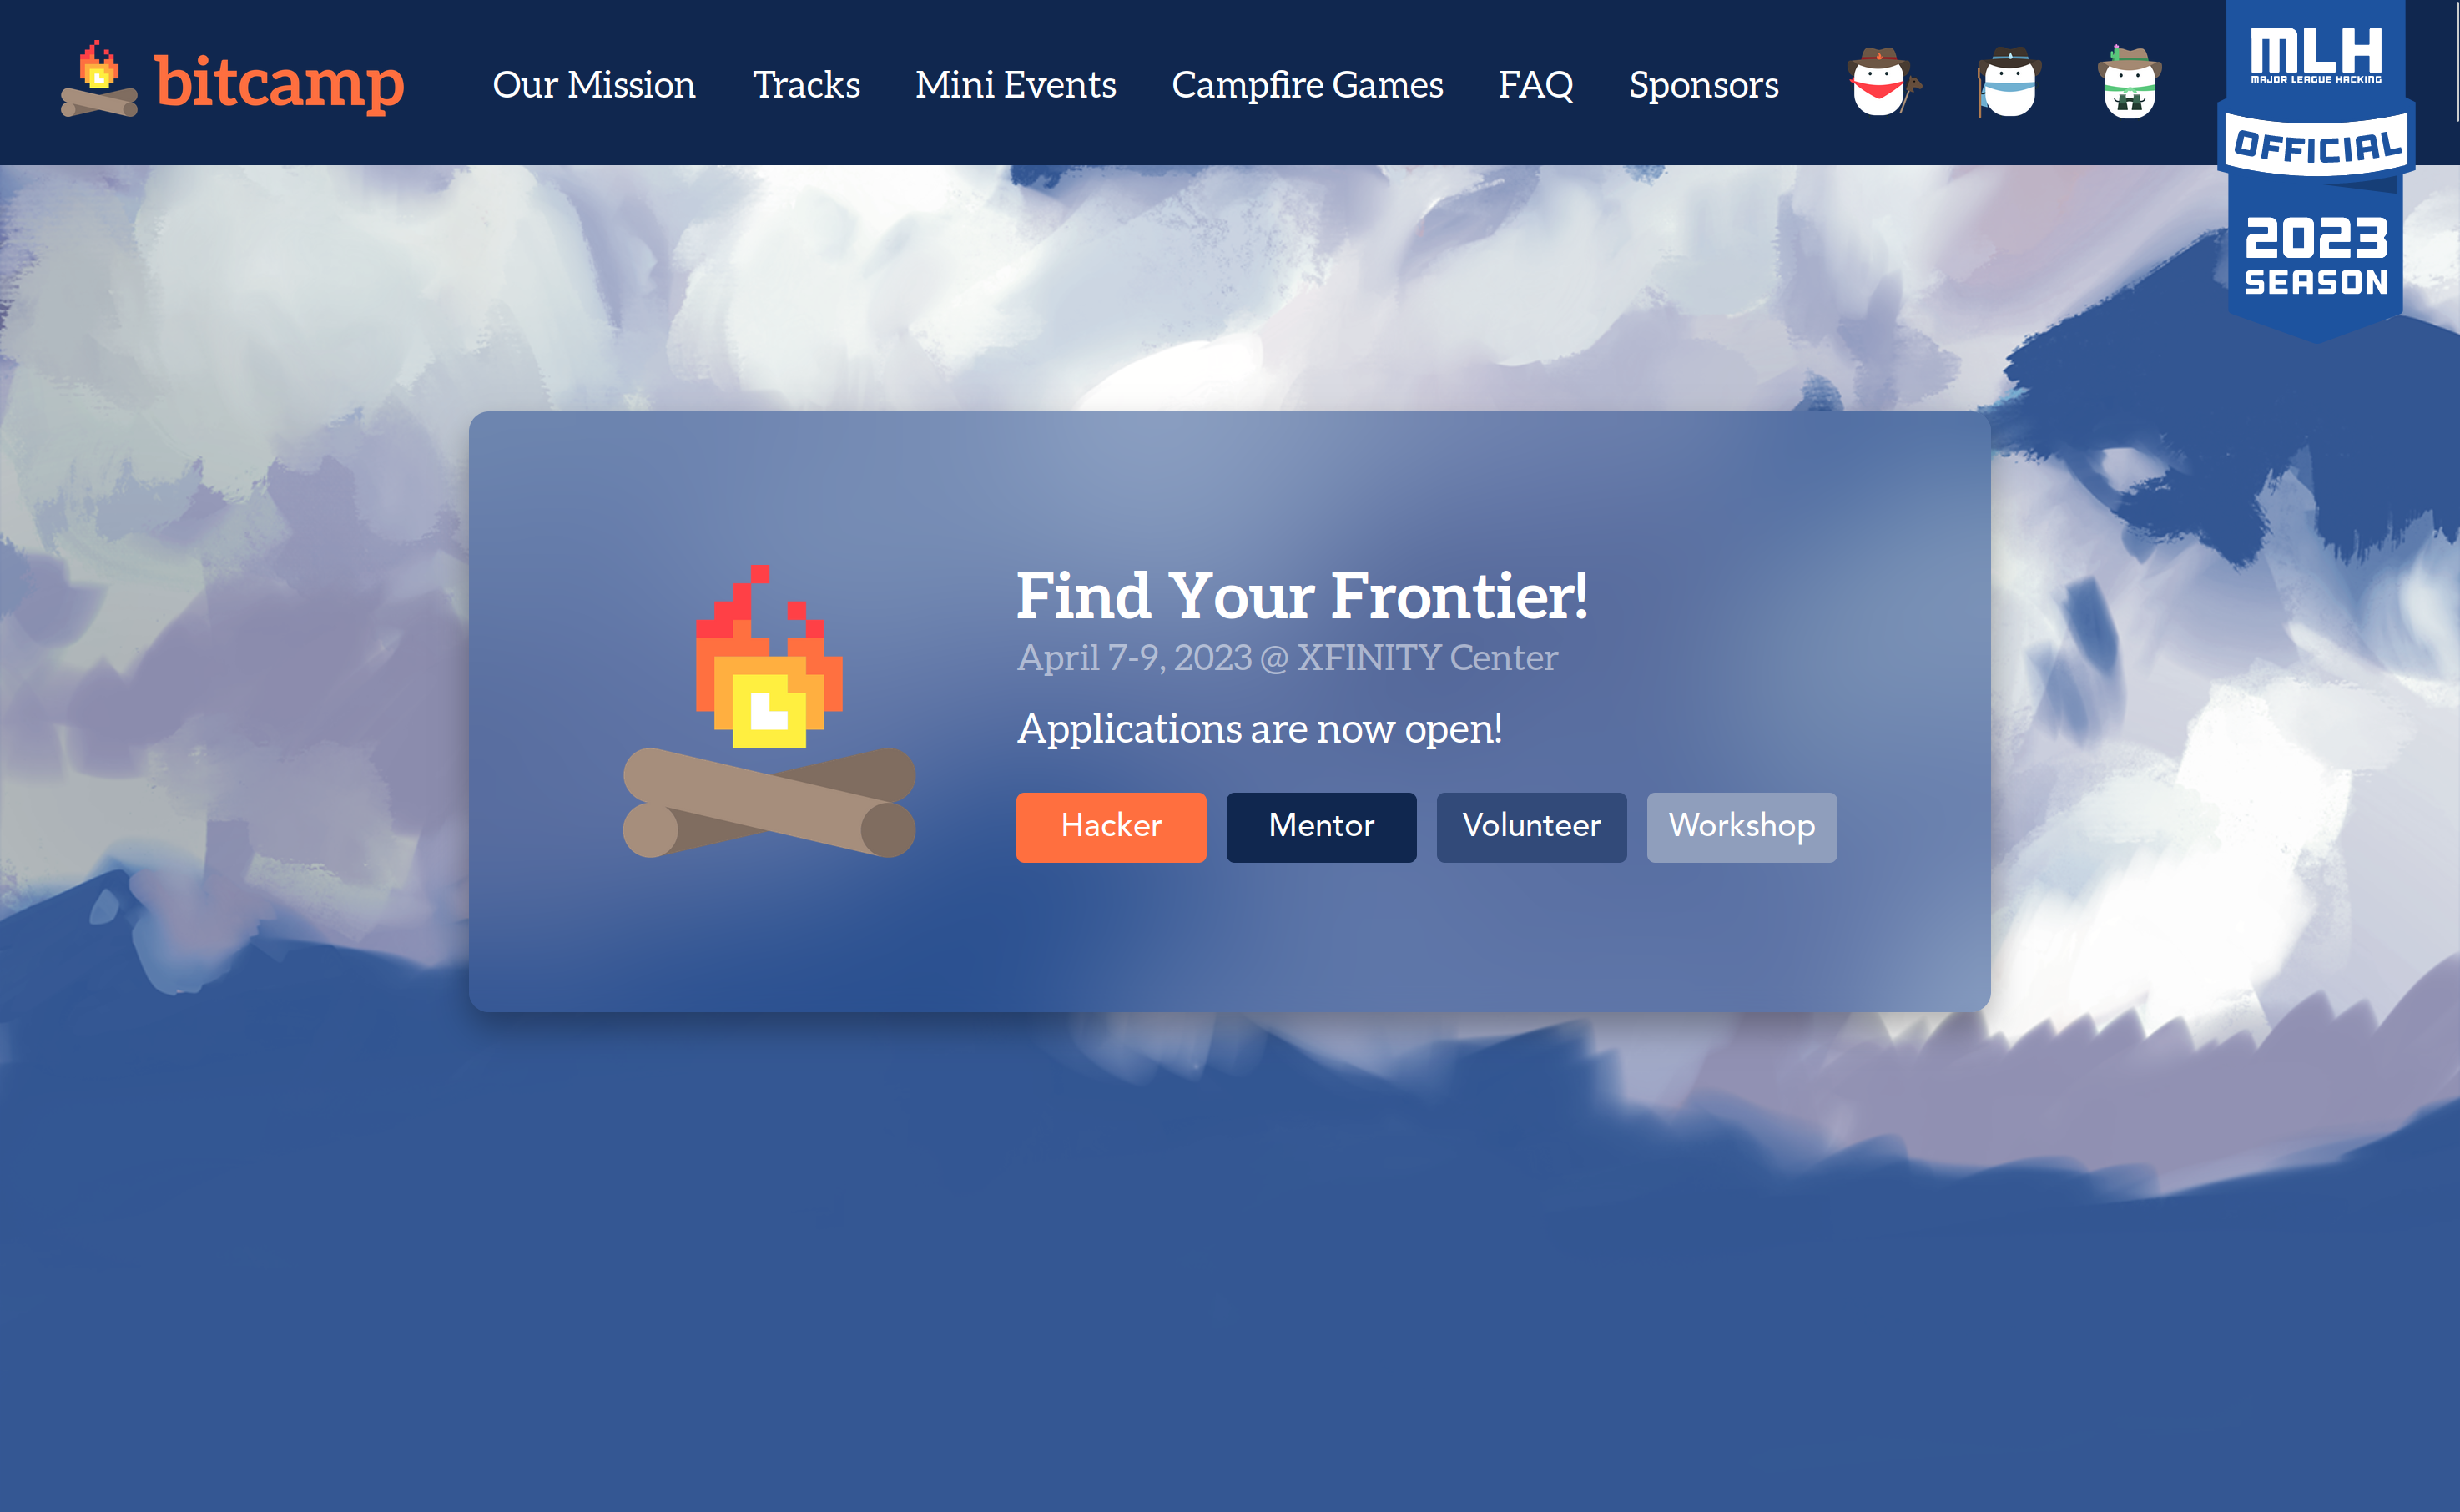 bitcamp
Our Mission Tracks Mini Events Campfire Games FAQ Sponsors
MLH
MAJOR LEAGUE HACKING
OFFICIAL
2023
SEASON
Find Your Frontier!
April 7-9, 2023 @ XFINITY Center
Applications are now open!
Hacker Mentor Volunteer Workshop